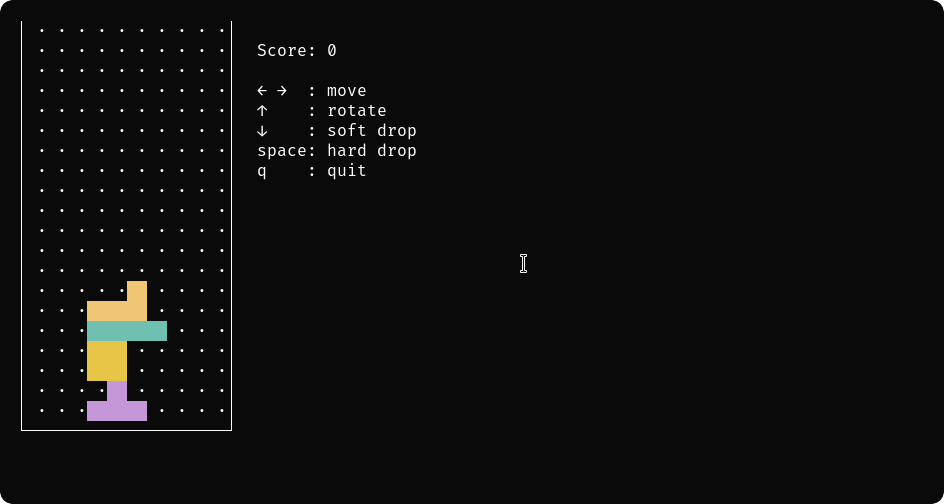 Score: 0
← → : move
↑ : rotate
↓ : soft drop
space: hard drop
q : quit